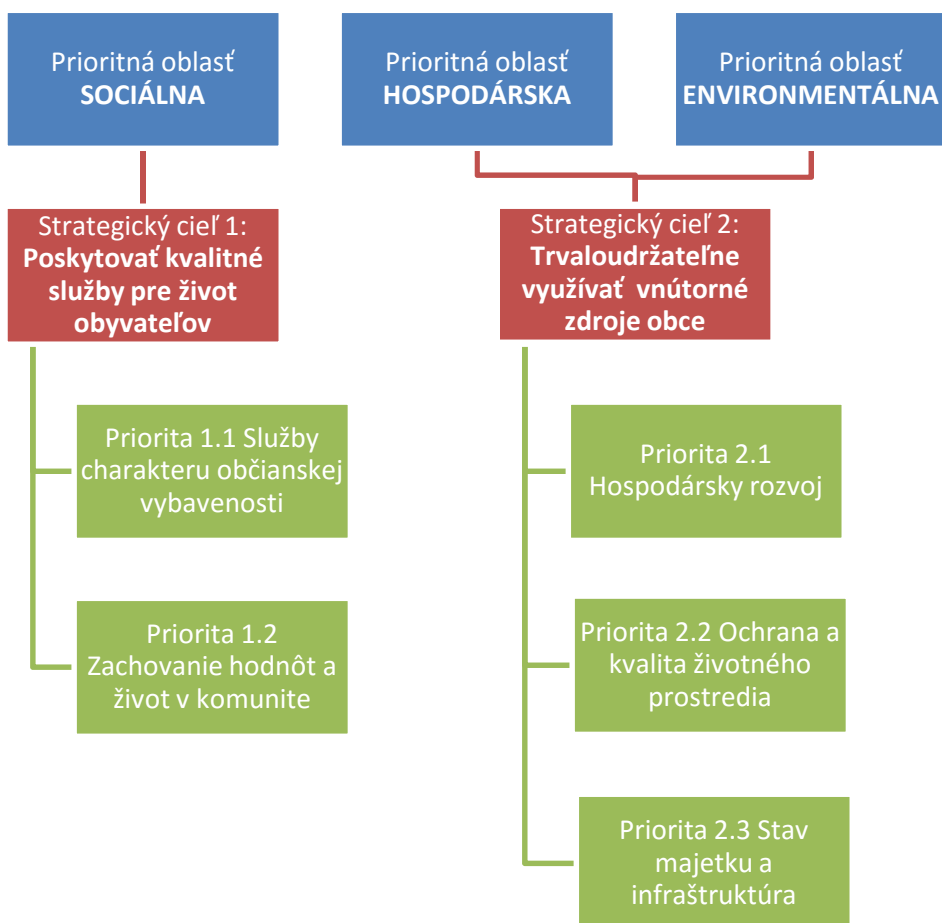 Prioritná oblasť
SOCIÁLNA
Prioritná oblasť
HOSPODÁRSKA
Prioritná oblasť
ENVIRONMENTÁLNA
Strategický cieľ 1:
Poskytovať kvalitné
služby pre život
obyvateľov
Strategický cieľ 2:
Trvaloudržateľne
využívať vnútorné
zdroje obce
Priorita 1.1 Služby
charakteru občianskej
vybavenosti
Priorita 1.2
Zachovanie hodnôt a
život v komunite
Priorita 2.1
Hospodársky rozvoj
Priorita 2.2 Ochrana a
kvalita životného
prostredia
Priorita 2.3 Stav
majetku a
infraštruktúra